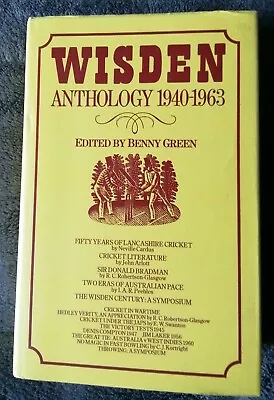 WISDEN
ANTHOLOGY 1940-1963
EDITED BY BENNY GREEN
FIFTY YEARS OF LANCASHIRE CRICKET
by Neville Cardus
CRICKET LITERATURE
by John Arlott
SIR DONALD BRADMAN
by R. C. Robertson-Glasgow
TWO ERAS OF AUSTRALIAN PACE
by I. A. R. Peebles
THE WISDEN CENTURY: A SYMPOSIUM
CRICKET IN WARTIME
HEDLEY VERITY, AN APPRECIATION by R. C. Robertson-Glasgow
CRICKET UNDER THE JAPS by E. W. Swanton
THE VICTORY TESTS 1945
DENIS COMPTON 1947 JIM LAKER 1956
THE GREAT TIE: AUSTRALIA v WEST INDIES 1960
NO MAGIC IN FAST BOWLING by C. J. Kortright
THROWING: A SYMPOSIUM